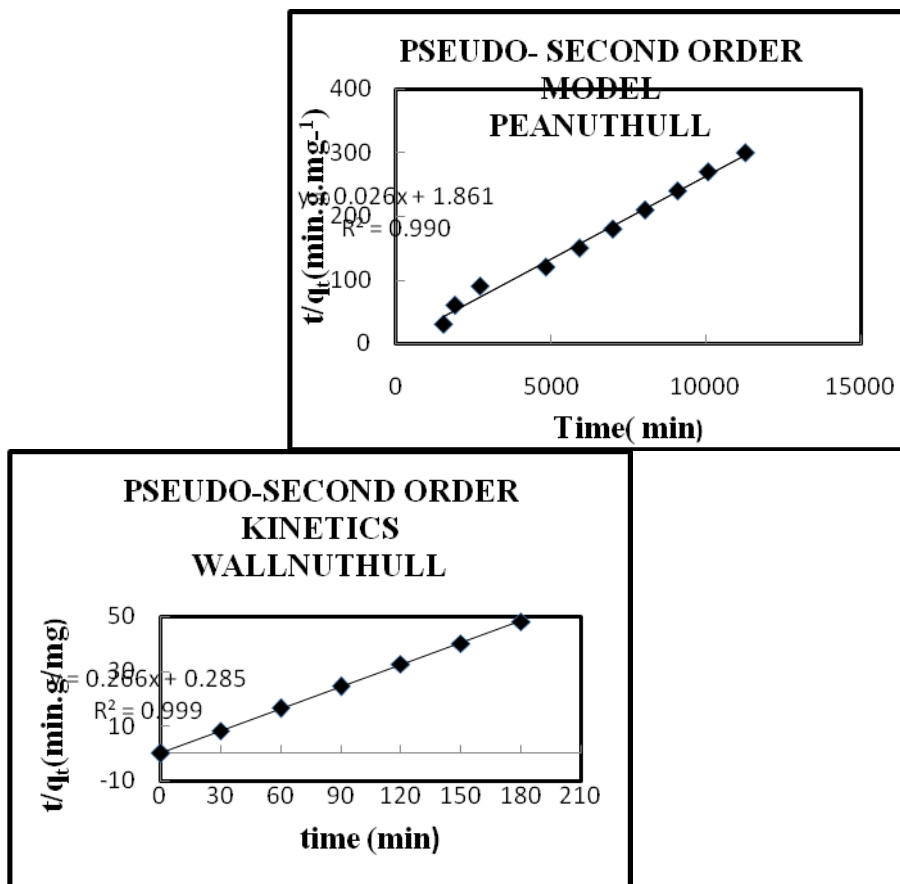 PSEUDO- SECOND ORDER
MODEL
PEANUTHULL
400
300
200
100
0
t/qt(min.g.mg-1)
y = 0.026x + 1.861
R² = 0.990
0 5000 10000 15000
Time( min)
PSEUDO-SECOND ORDER
KINETICS
WALLNUTHULL
50
30
10
-10
t/qt(min.g/mg)
y = 0.266x + 0.285
R² = 0.999
0 30 60 90 120 150 180 210
time (min)